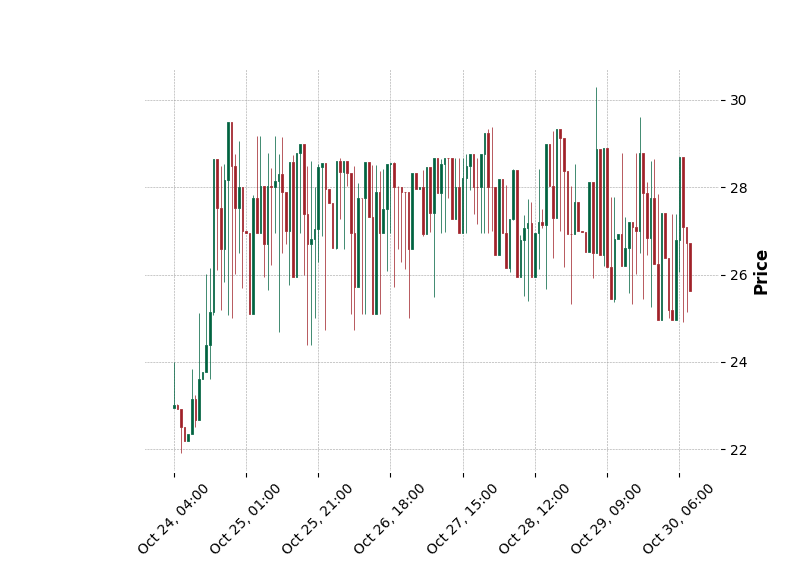 30
28
26
24
22
Price
Oct 24, 04:00
Oct 25, 01:00
Oct 25, 21:00
Oct 26, 18:00
Oct 27, 15:00
Oct 28, 12:00
Oct 29, 09:00
Oct 30, 06:00